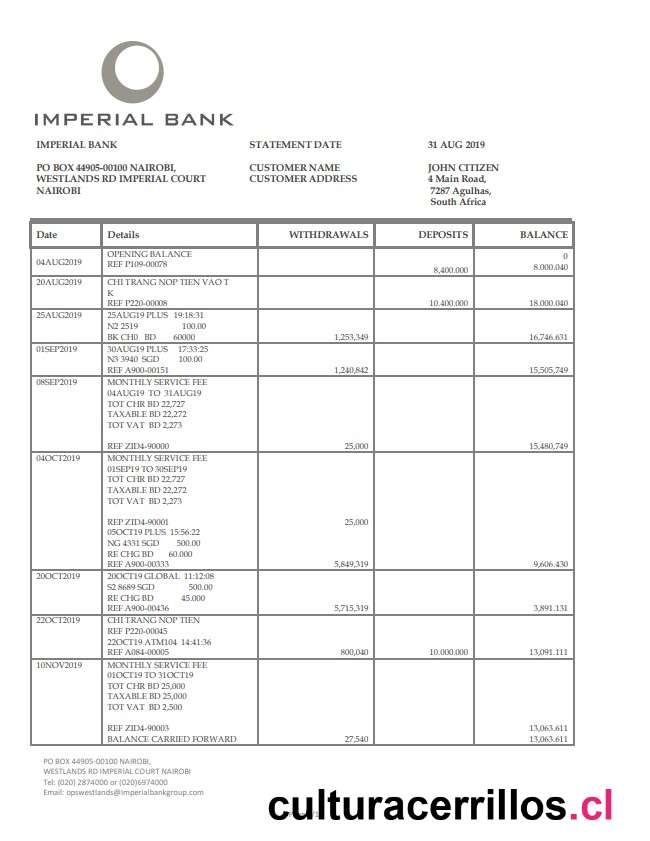 IMPERIAL BANK
IMPERIAL BANK STATEMENT DATE 31 AUG 2019
PO BOX 44905-00100 NAIROBI, CUSTOMER NAME JOHN CITIZEN
WESTLANDS RD IMPERIAL COURT CUSTOMER ADDRESS 4 Main Road,
NAIROBI 7287 Agulhas,
South Africa
Date Details WITHDRAWALS DEPOSITS BALANCE
OPENING BALANCE 0
04AUG2019 REF P109-00078 8,400.000 8.000.040
20AUG2019 CHI TRANG NOP TIEN VAO T
K
REF P220-00008 10.400.000 18.000.040
25AUG2019 25AUG19 PLUS 19:18:31
N2 2519 100.00
BK CH0 BD 60000 1,253,349 16,746.631
01SEP2019 30AUG19 PLUS 17:33:25
N3 3940 SGD 100.00
REF A900-00151 1,240,842 15,505,749
08SEP2019 MONTHLY SERVICE FEE
04AUG19 TO 31AUG19
TOT CHR BD 22,727
TAXABLE BD 22,272
TOT VAT BD 2,273
REF ZID4-90000 25,000 15,480,749
04OCT2019 MONTHLY SERVICE FEE
01SEP19 TO 30SEP19
TOT CHR BD 22,727
TAXABLE BD 22,272
TOT VAT BD 2,273
REP ZID4-90001 25,000
05OCT19 PLUS 15:56:22
NG 4331 SGD 500.00
RE CHG BD 60.000
REF A900-00333 5,849,319 9,606.430
20OCT2019 20OCT19 GLOBAL 11:12:08
S2 8689 SGD 500.00
RE CHG BD 45.000
REF A900-00436 5,715,319 3,891.131
22OCT2019 CHI TRANG NOP TIEN
REF P220-00045
22OCT19 ATM104 14:41:36
REF A084-00005 800,040 10.000.000 13,091.111
10NOV2019 MONTHLY SERVICE FEE
01OCT19 TO 31OCT19
TOT CHR BD 25,000
TAXABLE BD 25,000
TOT VAT BD 2,500
REF ZID4-90003 13,063.611
BALANCE CARRIED FORWARD 27,540 13,063.611
PO BOX 44905-00100 NAIROBI,
WESTLANDS RD IMPERIAL COURT NAIROBI
Tel: (020) 2874000 or (020)6974000
Email: opswestlands@imperialbankgroup.com
culturacerrillos.cl